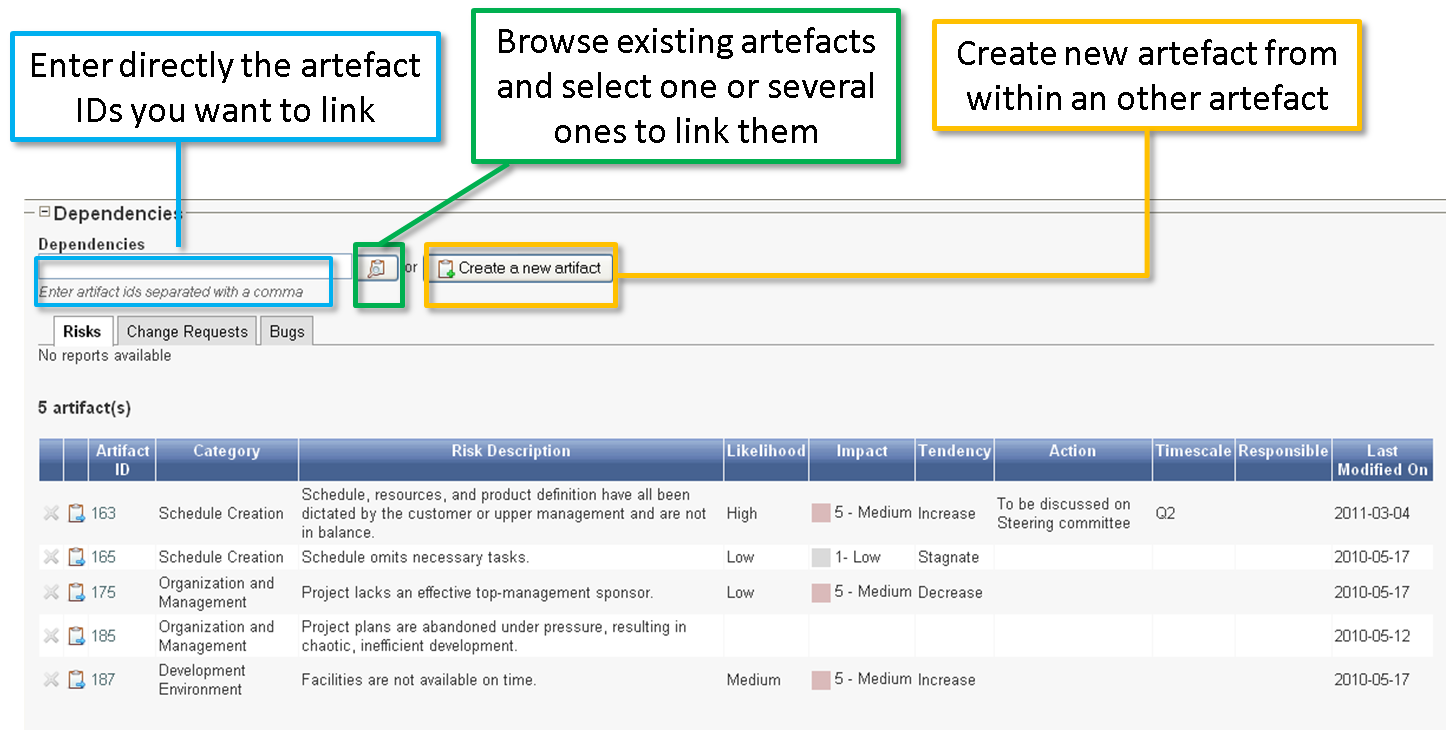 Enter directly the artefact
IDs you want to link
Browse existing artefacts
and select one or several
ones to link them
Create new artefact from
within an other artefact
Dependencies
Dependencies
or
Create a new artifact
Enter artifact ids separated with a comma
Risks
Change Requests
Bugs
No reports available
5 artifact(s)
Artifact
ID
Category
Risk Description
Likelihood
Impact
Tendency
Action
Timescale
Responsible
Last
Modified On
163
Schedule Creation
Schedule, resources, and product definition have all been
dictated by the customer or upper management and are not
in balance.
High
5 - Medium
Increase
To be discussed on
Steering committee
Q2
2011-03-04
165
Schedule Creation
Schedule omits necessary tasks.
Low
1- Low
Stagnate
2010-05-17
175
Organization and
Management
Project lacks an effective top-management sponsor.
Low
5 - Medium
Decrease
2010-05-17
185
Organization and
Management
Project plans are abandoned under pressure, resulting in
chaotic, inefficient development.
2010-05-12
187
Development
Environment
Facilities are not available on time.
Medium
5 - Medium
Increase
2010-05-17